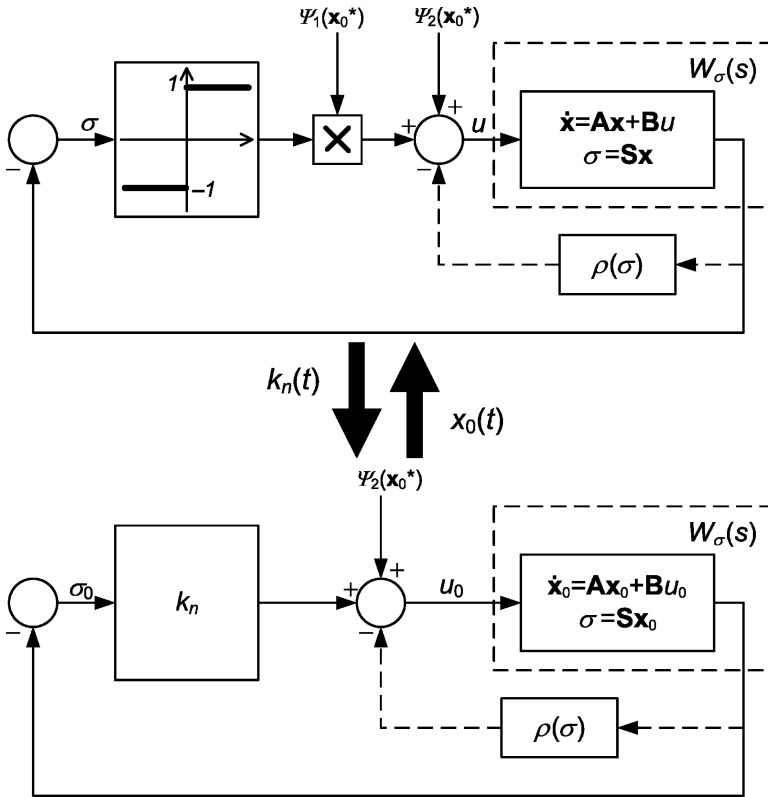 Ψ₁(x₀*)
Ψ₂(x₀*)
Wσ(s)
1
σ
+
+
u
ẋ=Ax+Bu
σ=Sx
−
−
−1
ρ(σ)
kₙ(t)
x₀(t)
Ψ₂(x₀*)
Wσ(s)
σ₀
kₙ
+
+
u₀
ẋ₀=Ax₀+Bu₀
σ=Sx₀
−
−
ρ(σ)